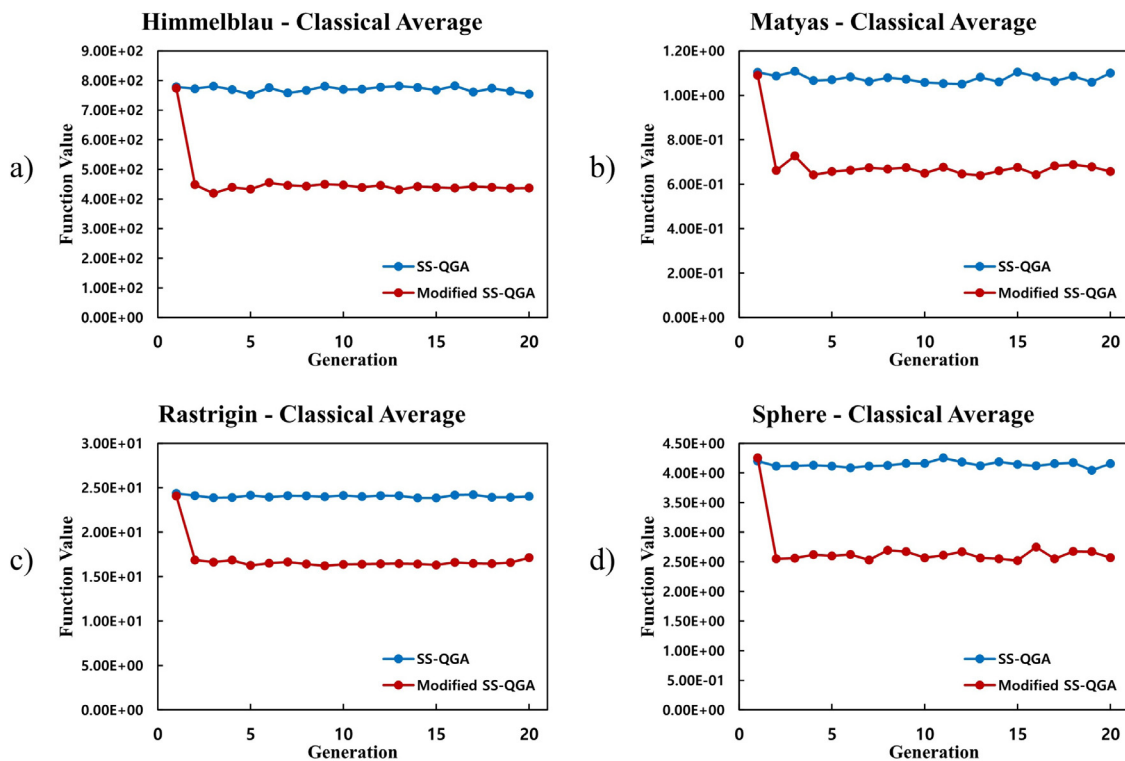 Himmelblau - Classical Average
a)
Function Value
9.00E+02
8.00E+02
7.00E+02
6.00E+02
5.00E+02
4.00E+02
3.00E+02
2.00E+02
1.00E+02
0.00E+00
SS-QGA
Modified SS-QGA
0 5 10 15 20
Generation
Matyas - Classical Average
b)
Function Value
1.20E+00
1.00E+00
8.00E-01
6.00E-01
4.00E-01
2.00E-01
0.00E+00
SS-QGA
Modified SS-QGA
0 5 10 15 20
Generation
Rastrigin - Classical Average
c)
Function Value
3.00E+01
2.50E+01
2.00E+01
1.50E+01
1.00E+01
5.00E+00
0.00E+00
SS-QGA
Modified SS-QGA
0 5 10 15 20
Generation
Sphere - Classical Average
d)
Function Value
4.50E+00
4.00E+00
3.50E+00
3.00E+00
2.50E+00
2.00E+00
1.50E+00
1.00E+00
5.00E-01
0.00E+00
SS-QGA
Modified SS-QGA
0 5 10 15 20
Generation